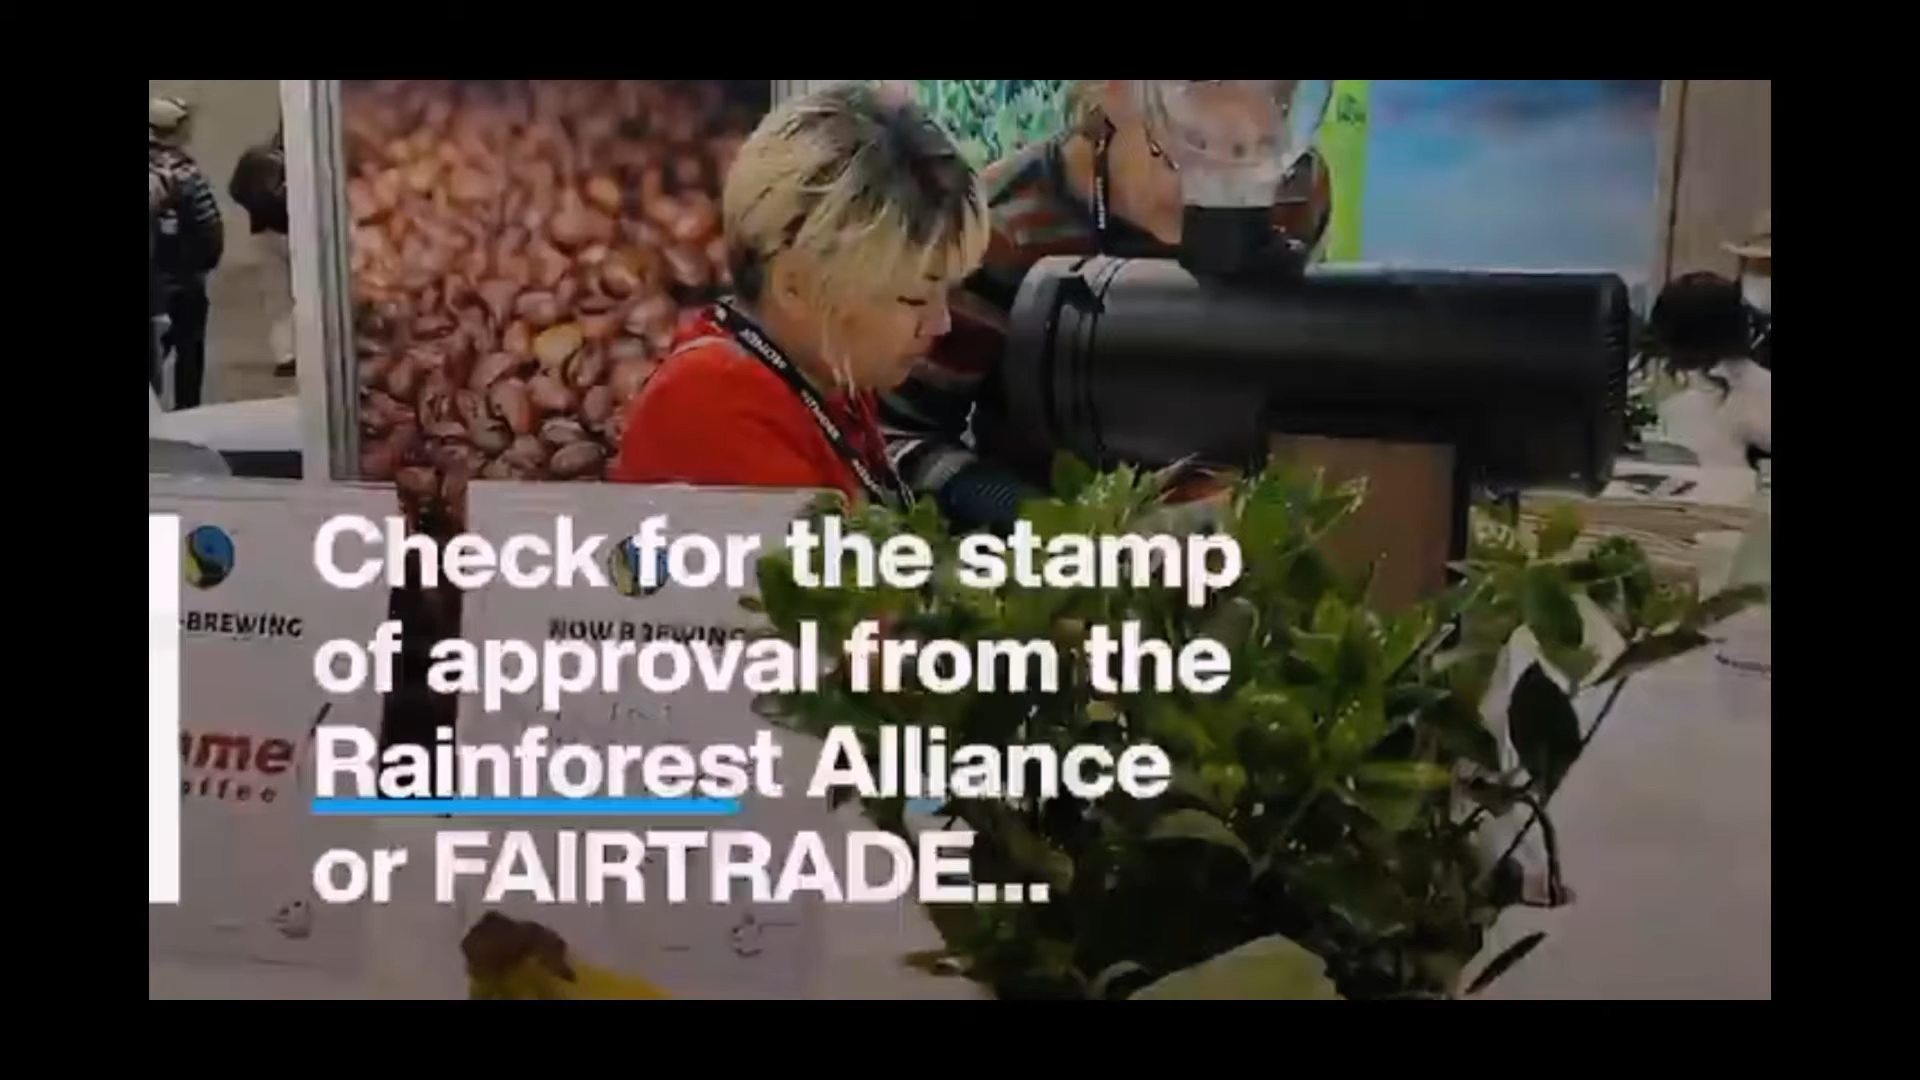 Check for the stamp
of approval from the
Rainforest Alliance
or FAIRTRADE...
-BREWING
NOW BREWING